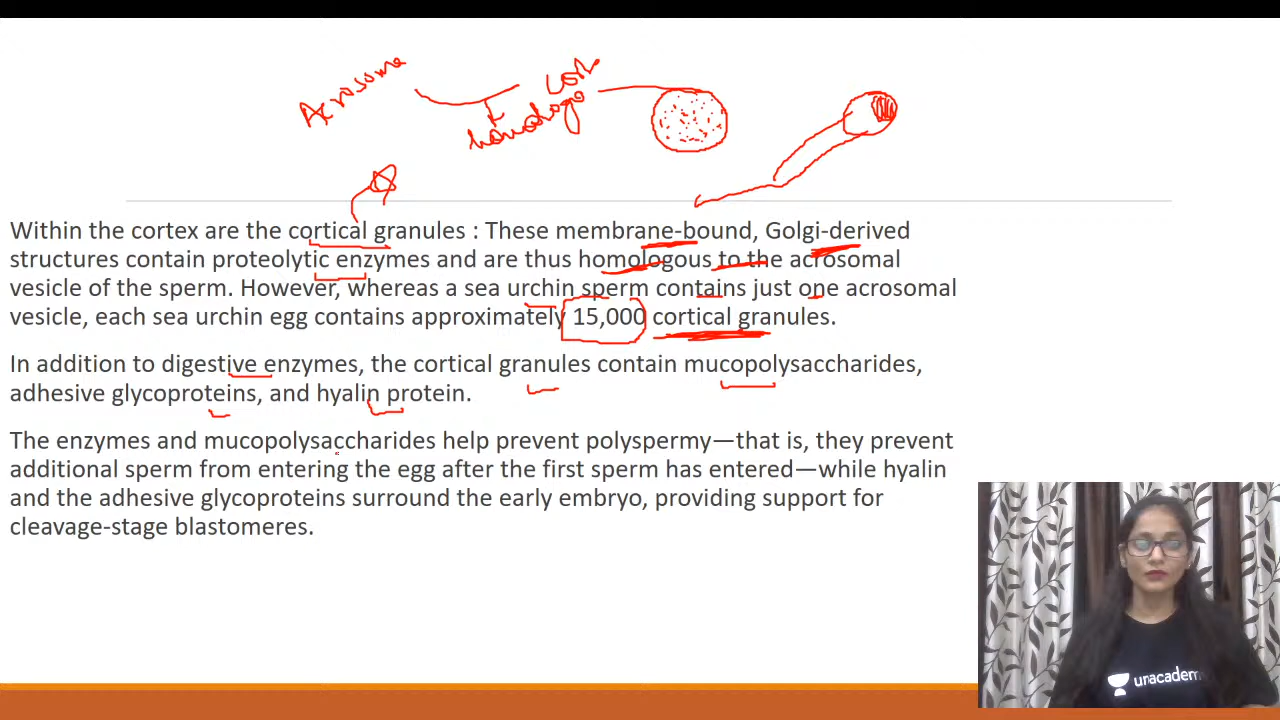 Acrosome
homologo
Within the cortex are the cortical granules : These membrane-bound, Golgi-derived
structures contain proteolytic enzymes and are thus homologous to the acrosomal
vesicle of the sperm. However, whereas a sea urchin sperm contains just one acrosomal
vesicle, each sea urchin egg contains approximately 15,000 cortical granules.
In addition to digestive enzymes, the cortical granules contain mucopolysaccharides,
adhesive glycoproteins, and hyalin protein.
The enzymes and mucopolysaccharides help prevent polyspermy—that is, they prevent
additional sperm from entering the egg after the first sperm has entered—while hyalin
and the adhesive glycoproteins surround the early embryo, providing support for
cleavage-stage blastomeres.
unacadem